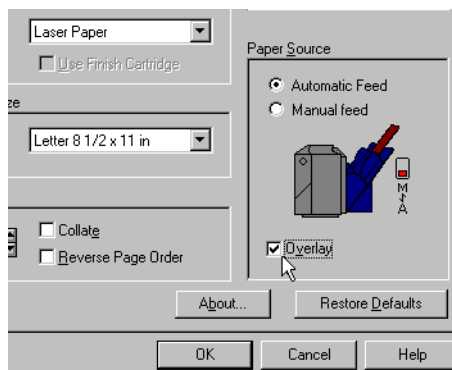 Laser Paper
Use Finish Cartridge
ze
Letter 8 1/2 x 11 in
Collate
Reverse Page Order
Paper Source
Automatic Feed
Manual feed
M
A
Overlay
About...
Restore Defaults
OK
Cancel
Help